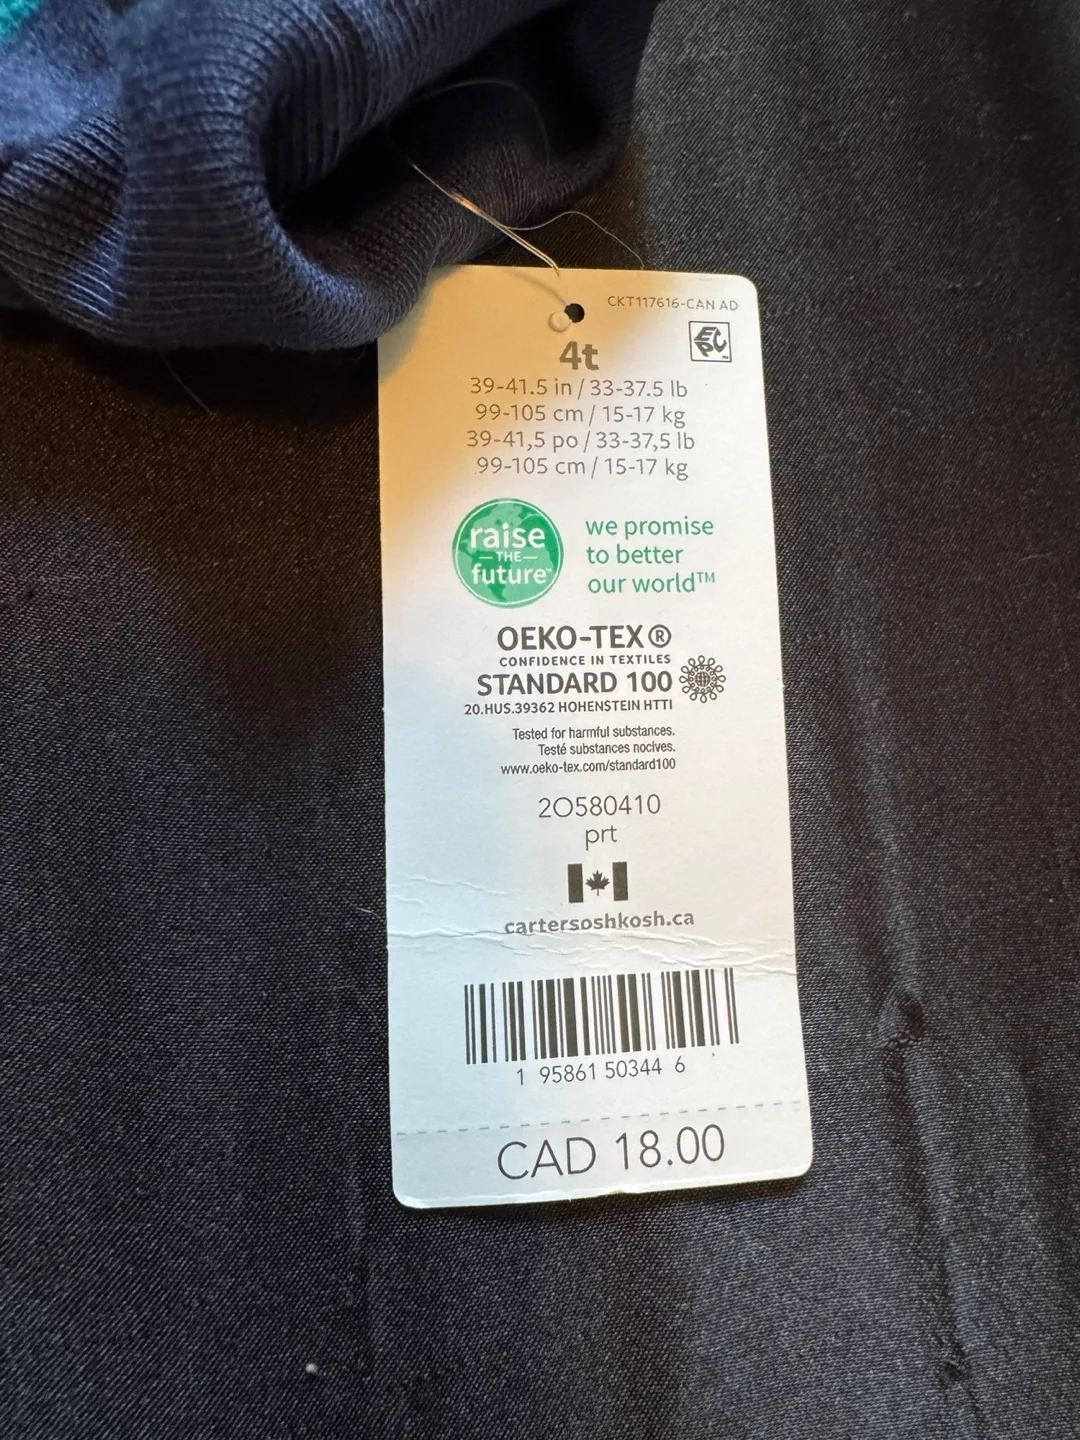 CKT117616-CAN AD
EPC
4t
39-41.5 in / 33-37.5 lb
99-105 cm / 15-17 kg
39-41,5 po / 33-37,5 lb
99-105 cm / 15-17 kg
raise
THE
future™
we promise
to better
our world™
OEKO-TEX®
CONFIDENCE IN TEXTILES
STANDARD 100
20.HUS.39362 HOHENSTEIN HTTI
Tested for harmful substances.
Testé substances nocives.
www.oeko-tex.com/standard100
2O580410
prt
cartersoshkosh.ca
1 95861 50344 6
CAD 18.00